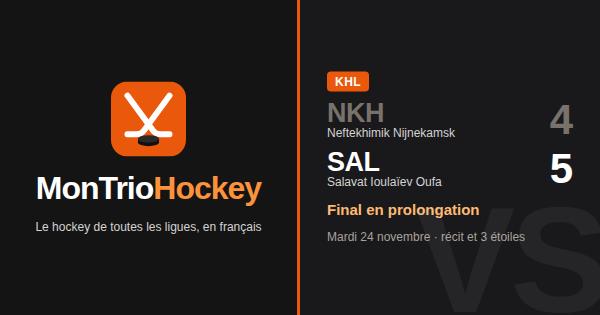 MonTrioHockey
Le hockey de toutes les ligues, en français
KHL
NKH 4
Neftekhimik Nijnekamsk
SAL 5
Salavat Ioulaïev Oufa
Final en prolongation
Mardi 24 novembre · récit et 3 étoiles
VS